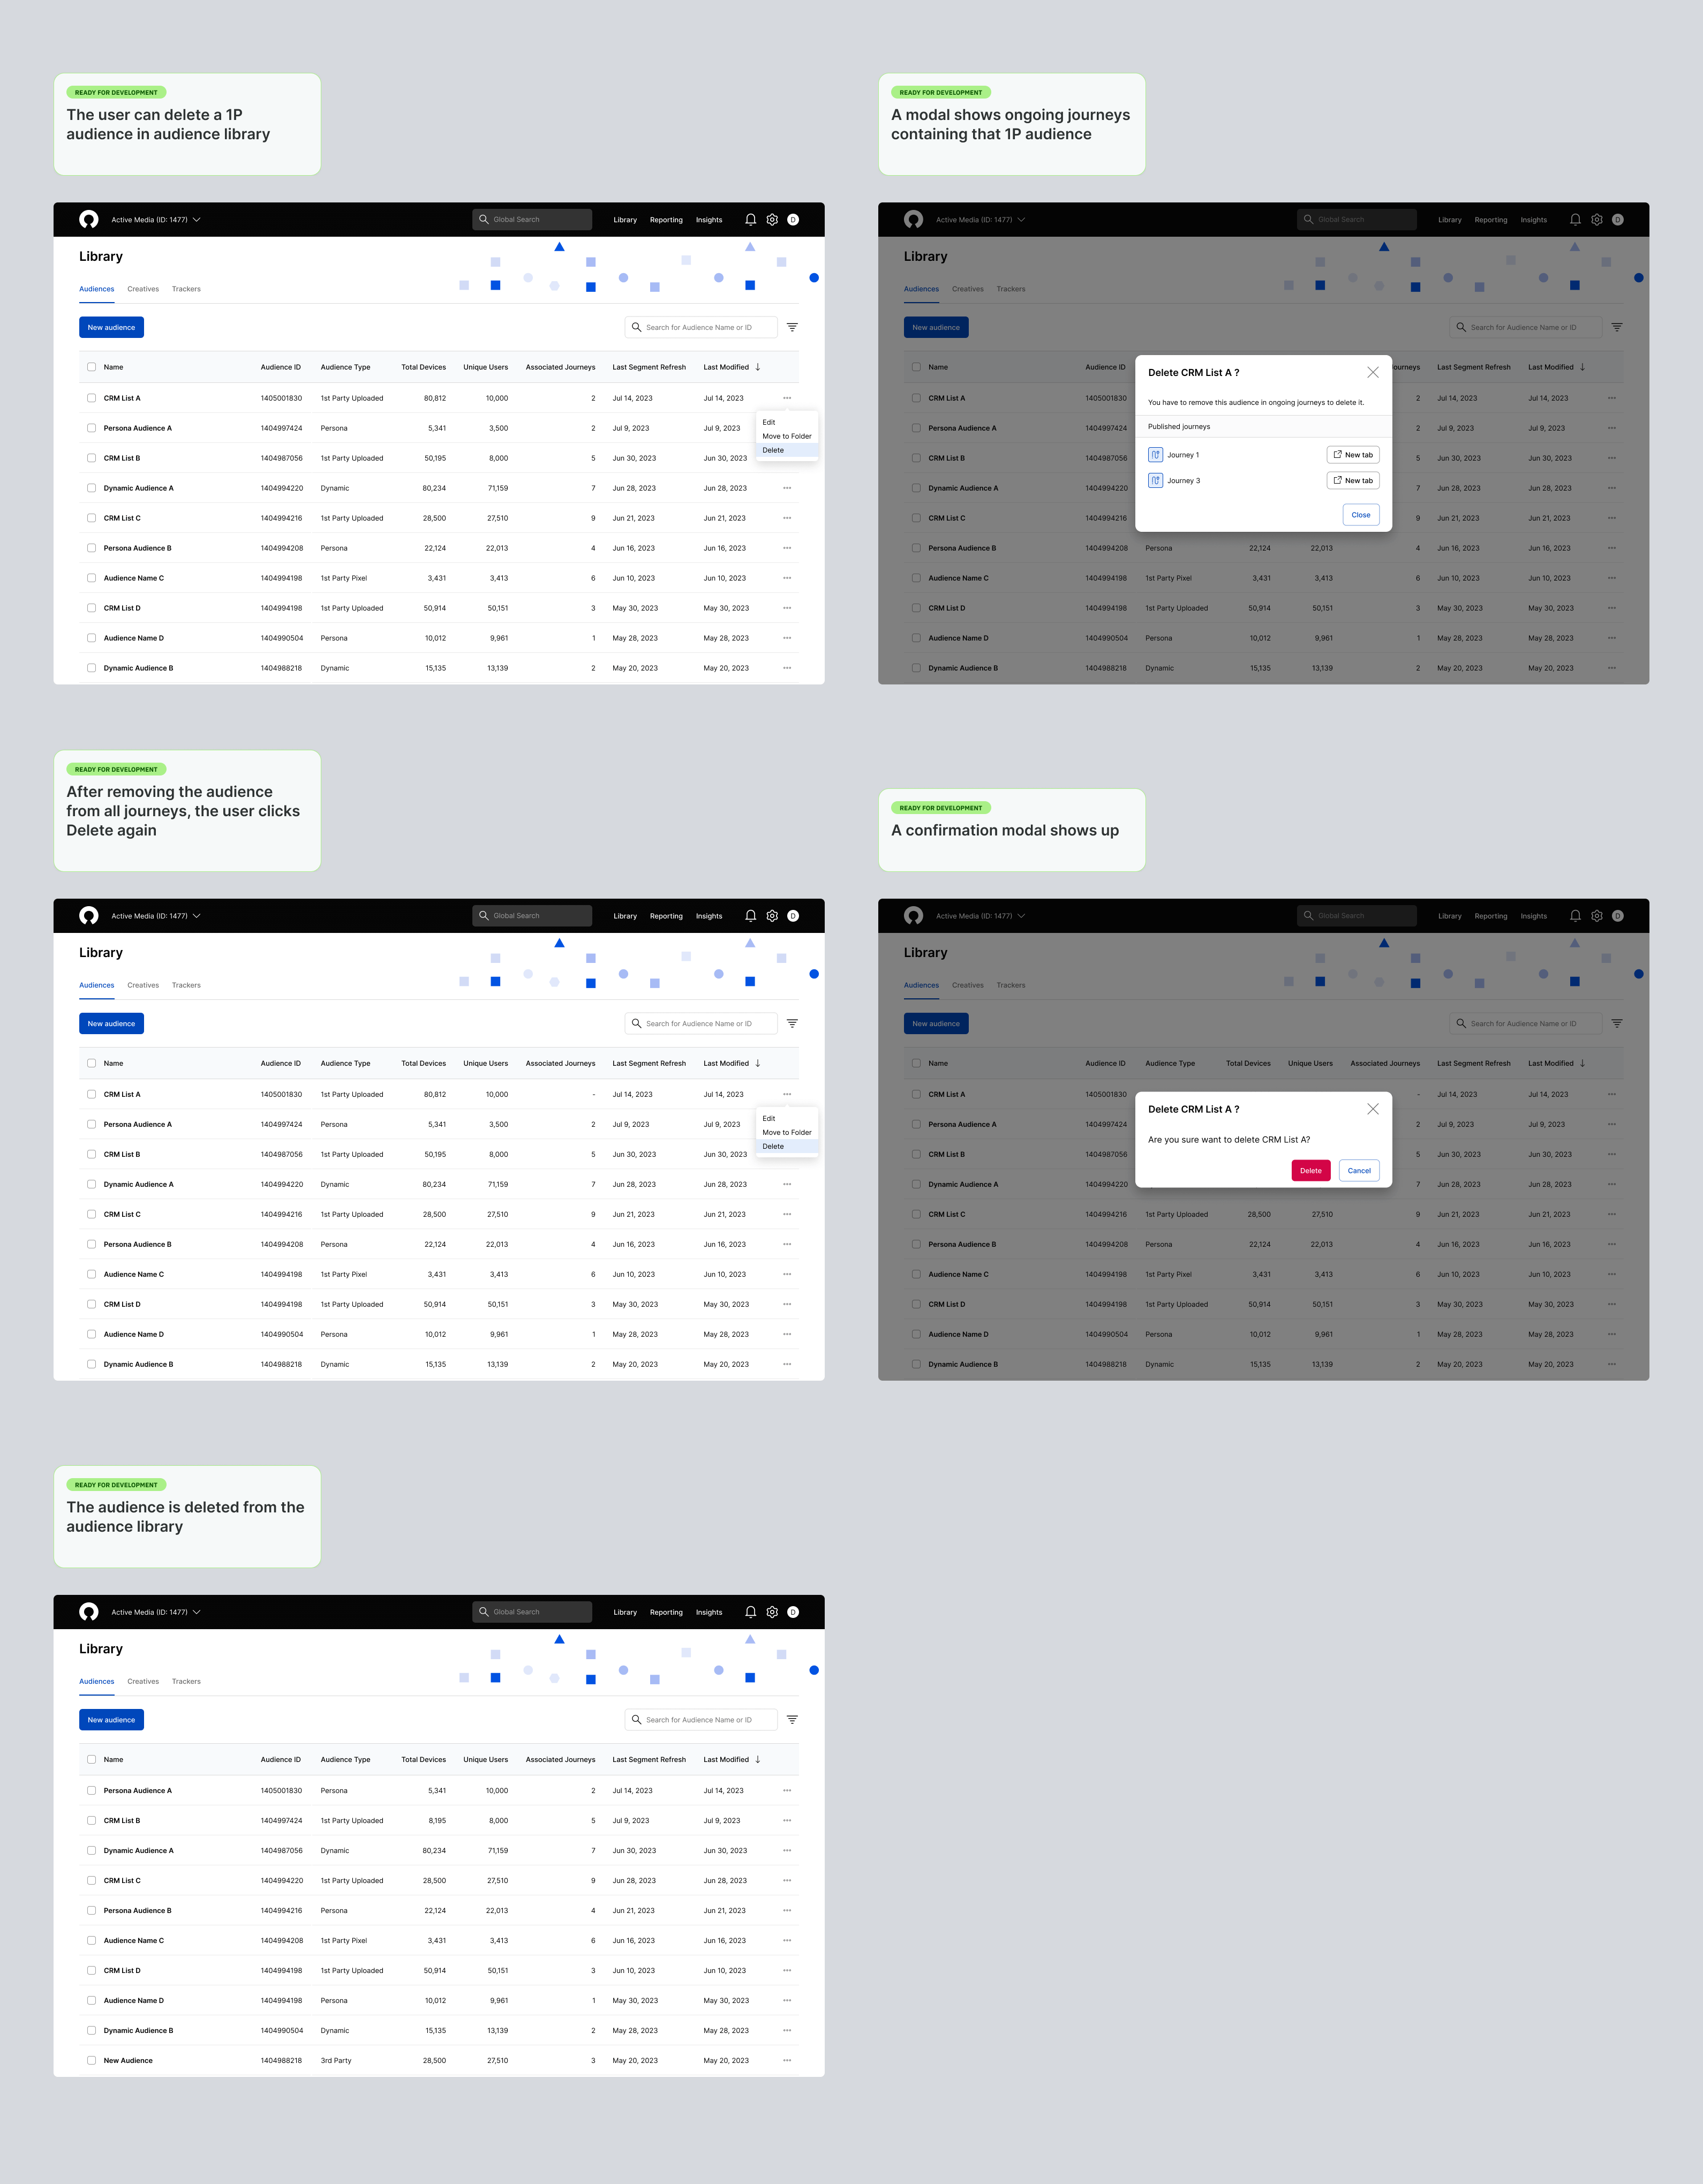 READY FOR DEVELOPMENT
The user can delete a 1P
audience in audience library
READY FOR DEVELOPMENT
A modal shows ongoing journeys
containing that 1P audience
Active Media (ID: 1477) Global Search Library Reporting Insights D
Library
Audiences Creatives Trackers
New audience Search for Audience Name or ID
Name Audience ID Audience Type Total Devices Unique Users Associated Journeys Last Segment Refresh Last Modified
CRM List A 1405001830 1st Party Uploaded 80,812 10,000 2 Jul 14, 2023 Jul 14, 2023
Persona Audience A 1404997424 Persona 5,341 3,500 2 Jul 9, 2023 Jul 9, 2023
CRM List B 1404987056 1st Party Uploaded 50,195 8,000 5 Jun 30, 2023 Jun 30, 2023
Dynamic Audience A 1404994220 Dynamic 80,234 71,159 7 Jun 28, 2023 Jun 28, 2023
CRM List C 1404994216 1st Party Uploaded 28,500 27,510 9 Jun 21, 2023 Jun 21, 2023
Persona Audience B 1404994208 Persona 22,124 22,013 4 Jun 16, 2023 Jun 16, 2023
Audience Name C 1404994198 1st Party Pixel 3,431 3,413 6 Jun 10, 2023 Jun 10, 2023
CRM List D 1404994198 1st Party Uploaded 50,914 50,151 3 May 30, 2023 May 30, 2023
Audience Name D 1404990504 Persona 10,012 9,961 1 May 28, 2023 May 28, 2023
Dynamic Audience B 1404988218 Dynamic 15,135 13,139 2 May 20, 2023 May 20, 2023
Edit
Move to Folder
Delete
Active Media (ID: 1477) Global Search Library Reporting Insights D
Library
Audiences Creatives Trackers
New audience Search for Audience Name or ID
Name Audience ID Journeys Last Segment Refresh Last Modified
CRM List A 1405001830 2 Jul 14, 2023 Jul 14, 2023
Persona Audience A 1404997424 2 Jul 9, 2023 Jul 9, 2023
CRM List B 1404987056 5 Jun 30, 2023 Jun 30, 2023
Dynamic Audience A 1404994220 7 Jun 28, 2023 Jun 28, 2023
CRM List C 1404994216 9 Jun 21, 2023 Jun 21, 2023
Persona Audience B 1404994208 Persona 22,124 22,013 4 Jun 16, 2023 Jun 16, 2023
Audience Name C 1404994198 1st Party Pixel 3,431 3,413 6 Jun 10, 2023 Jun 10, 2023
CRM List D 1404994198 1st Party Uploaded 50,914 50,151 3 May 30, 2023 May 30, 2023
Audience Name D 1404990504 Persona 10,012 9,961 1 May 28, 2023 May 28, 2023
Dynamic Audience B 1404988218 Dynamic 15,135 13,139 2 May 20, 2023 May 20, 2023
Delete CRM List A ?
You have to remove this audience in ongoing journeys to delete it.
Published journeys
Journey 1 New tab
Journey 3 New tab
Close
READY FOR DEVELOPMENT
After removing the audience
from all journeys, the user clicks
Delete again
READY FOR DEVELOPMENT
A confirmation modal shows up
Active Media (ID: 1477) Global Search Library Reporting Insights D
Library
Audiences Creatives Trackers
New audience Search for Audience Name or ID
Name Audience ID Audience Type Total Devices Unique Users Associated Journeys Last Segment Refresh Last Modified
CRM List A 1405001830 1st Party Uploaded 80,812 10,000 - Jul 14, 2023 Jul 14, 2023
Persona Audience A 1404997424 Persona 5,341 3,500 2 Jul 9, 2023 Jul 9, 2023
CRM List B 1404987056 1st Party Uploaded 50,195 8,000 5 Jun 30, 2023 Jun 30, 2023
Dynamic Audience A 1404994220 Dynamic 80,234 71,159 7 Jun 28, 2023 Jun 28, 2023
CRM List C 1404994216 1st Party Uploaded 28,500 27,510 9 Jun 21, 2023 Jun 21, 2023
Persona Audience B 1404994208 Persona 22,124 22,013 4 Jun 16, 2023 Jun 16, 2023
Audience Name C 1404994198 1st Party Pixel 3,431 3,413 6 Jun 10, 2023 Jun 10, 2023
CRM List D 1404994198 1st Party Uploaded 50,914 50,151 3 May 30, 2023 May 30, 2023
Audience Name D 1404990504 Persona 10,012 9,961 1 May 28, 2023 May 28, 2023
Dynamic Audience B 1404988218 Dynamic 15,135 13,139 2 May 20, 2023 May 20, 2023
Edit
Move to Folder
Delete
Active Media (ID: 1477) Global Search Library Reporting Insights D
Library
Audiences Creatives Trackers
New audience Search for Audience Name or ID
Name Audience ID Audience Type Total Devices Unique Users Associated Journeys Last Segment Refresh Last Modified
CRM List A 1405001830 - Jul 14, 2023 Jul 14, 2023
Persona Audience A 1404997424 2 Jul 9, 2023 Jul 9, 2023
CRM List B 1404987056 5 Jun 30, 2023 Jun 30, 2023
Dynamic Audience A 1404994220 7 Jun 28, 2023 Jun 28, 2023
CRM List C 1404994216 1st Party Uploaded 28,500 27,510 9 Jun 21, 2023 Jun 21, 2023
Persona Audience B 1404994208 Persona 22,124 22,013 4 Jun 16, 2023 Jun 16, 2023
Audience Name C 1404994198 1st Party Pixel 3,431 3,413 6 Jun 10, 2023 Jun 10, 2023
CRM List D 1404994198 1st Party Uploaded 50,914 50,151 3 May 30, 2023 May 30, 2023
Audience Name D 1404990504 Persona 10,012 9,961 1 May 28, 2023 May 28, 2023
Dynamic Audience B 1404988218 Dynamic 15,135 13,139 2 May 20, 2023 May 20, 2023
Delete CRM List A ?
Are you sure want to delete CRM List A?
Delete Cancel
READY FOR DEVELOPMENT
The audience is deleted from the
audience library
Active Media (ID: 1477) Global Search Library Reporting Insights D
Library
Audiences Creatives Trackers
New audience Search for Audience Name or ID
Name Audience ID Audience Type Total Devices Unique Users Associated Journeys Last Segment Refresh Last Modified
Persona Audience A 1405001830 Persona 5,341 10,000 2 Jul 14, 2023 Jul 14, 2023
CRM List B 1404997424 1st Party Uploaded 8,195 8,000 5 Jul 9, 2023 Jul 9, 2023
Dynamic Audience A 1404987056 Dynamic 80,234 71,159 7 Jun 30, 2023 Jun 30, 2023
CRM List C 1404994220 1st Party Uploaded 28,500 27,510 9 Jun 28, 2023 Jun 28, 2023
Persona Audience B 1404994216 Persona 22,124 22,013 4 Jun 21, 2023 Jun 21, 2023
Audience Name C 1404994208 1st Party Pixel 3,431 3,413 6 Jun 16, 2023 Jun 16, 2023
CRM List D 1404994198 1st Party Uploaded 50,914 50,151 3 Jun 10, 2023 Jun 10, 2023
Audience Name D 1404994198 Persona 10,012 9,961 1 May 30, 2023 May 30, 2023
Dynamic Audience B 1404990504 Dynamic 15,135 13,139 2 May 28, 2023 May 28, 2023
New Audience 1404988218 3rd Party 28,500 27,510 3 May 20, 2023 May 20, 2023